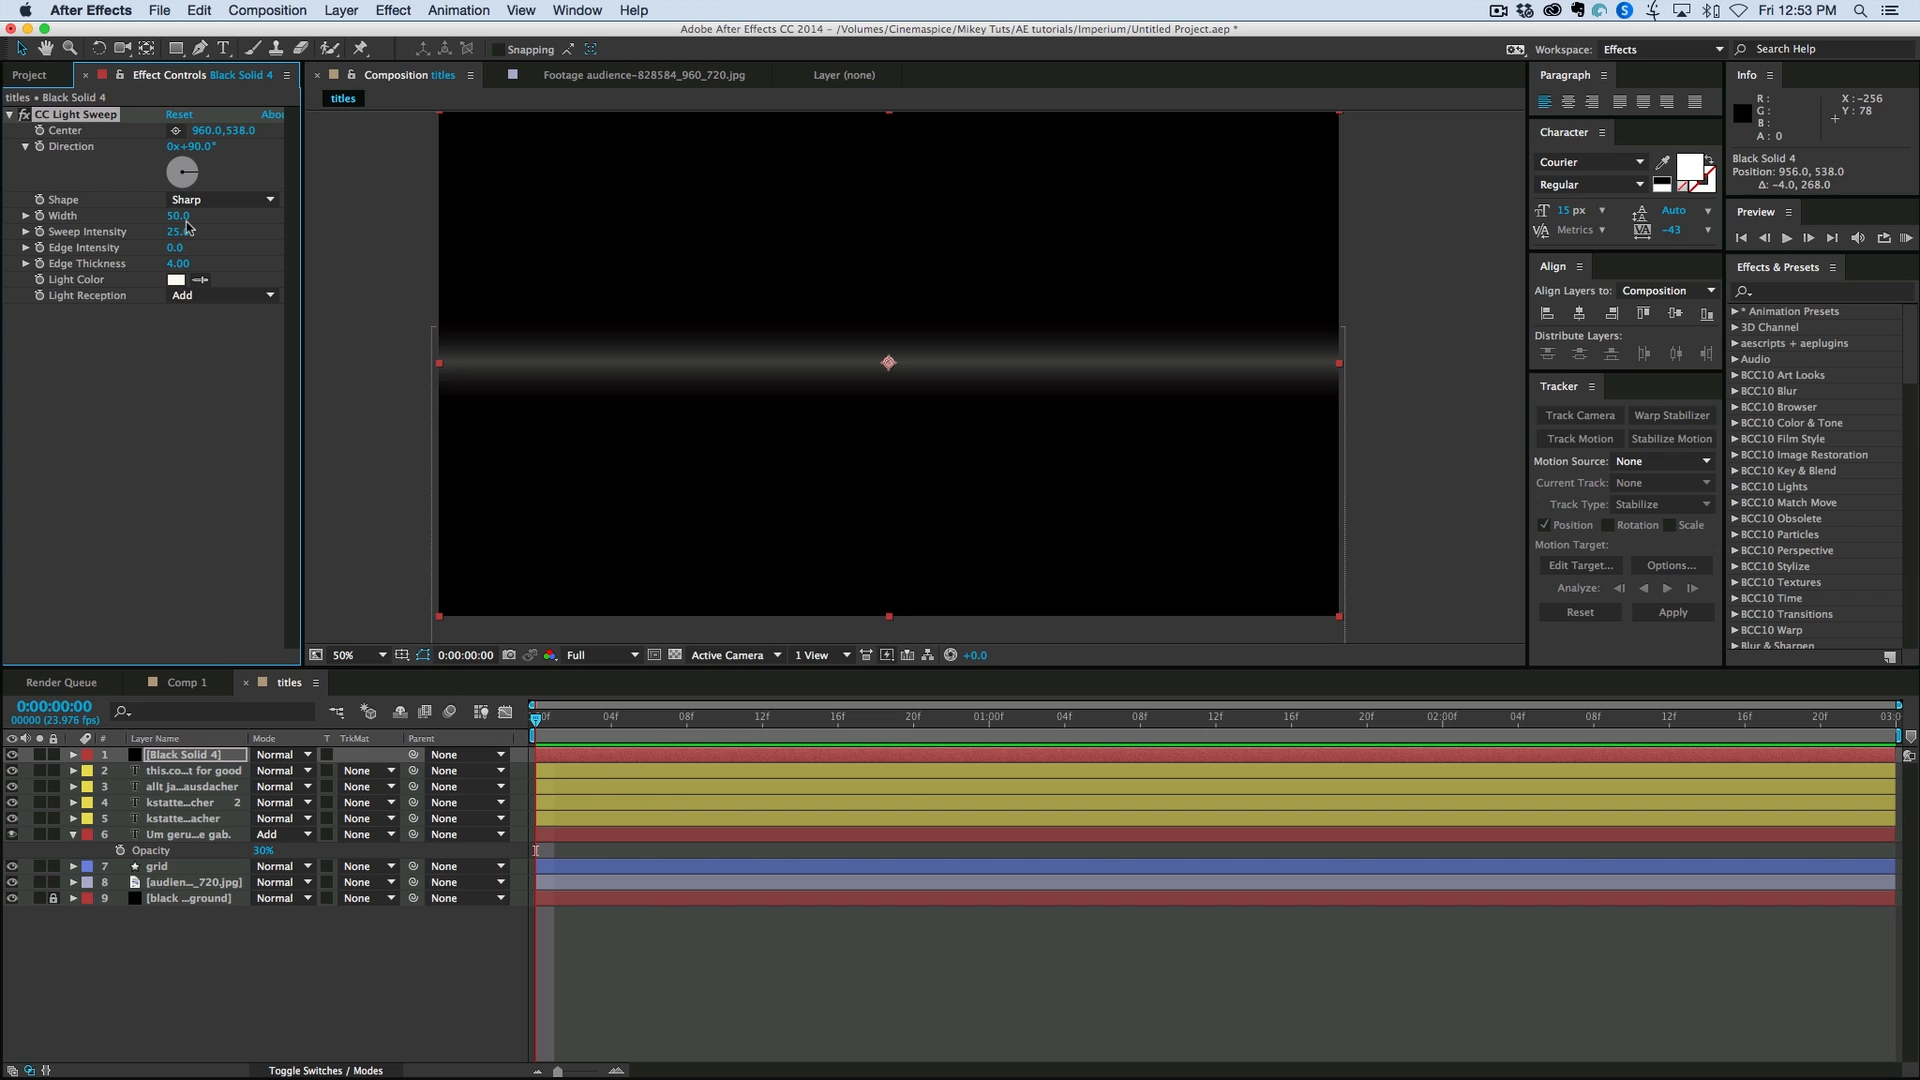 After Effects File Edit Composition Layer Effect Animation View Window Help Fri 12:53 PM
Adobe After Effects CC 2014 - /Volumes/Cinemaspice/Mikey Tuts/AE tutorials/Imperium/Untitled Project.aep *
Snapping Workspace: Effects Search Help
Project Effect Controls Black Solid 4 Composition titles Footage audience-828584_960_720.jpg Layer (none)
titles • Black Solid 4
titles
fx CC Light Sweep Reset Abou
Center 960.0,538.0
Direction 0x+90.0°
Shape Sharp
Width 50.0
Sweep Intensity 25.
Edge Intensity 0.0
Edge Thickness 4.00
Light Color
Light Reception Add
50% 0:00:00:00 Full Active Camera 1 View +0.0
Paragraph
Character
Courier
Regular
15 px Auto
Metrics -43
Align
Align Layers to: Composition
Distribute Layers:
Tracker
Track Camera Warp Stabilizer
Track Motion Stabilize Motion
Motion Source: None
Current Track: None
Track Type: Stabilize
Position Rotation Scale
Motion Target:
Edit Target... Options...
Analyze:
Reset Apply
Info
R: X: -256
G: Y: 78
B:
A: 0
Black Solid 4
Position: 956.0, 538.0
Δ: -4.0, 268.0
Preview
Effects & Presets
* Animation Presets
3D Channel
aescripts + aeplugins
Audio
BCC10 Art Looks
BCC10 Blur
BCC10 Browser
BCC10 Color & Tone
BCC10 Film Style
BCC10 Image Restoration
BCC10 Key & Blend
BCC10 Lights
BCC10 Match Move
BCC10 Obsolete
BCC10 Particles
BCC10 Perspective
BCC10 Stylize
BCC10 Textures
BCC10 Time
BCC10 Transitions
BCC10 Warp
Blur & Sharpen
Render Queue Comp 1 titles
0:00:00:00
00000 (23.976 fps)
0f 04f 08f 12f 16f 20f 01:00f 04f 08f 12f 16f 20f 02:00f 04f 08f 12f 16f 20f 03:0
# Layer Name Mode T TrkMat Parent
1 [Black Solid 4] Normal None
2 T this.co...t for good Normal None None
3 T allt ja...ausdacher Normal None None
4 T kstatte...cher 2 Normal None None
5 T kstatte...acher Normal None None
6 T Um geru...e gab. Add None None
Opacity 30%
7 grid Normal None None
8 [audien..._720.jpg] Normal None None
9 [black ...ground] Normal None None
Toggle Switches / Modes